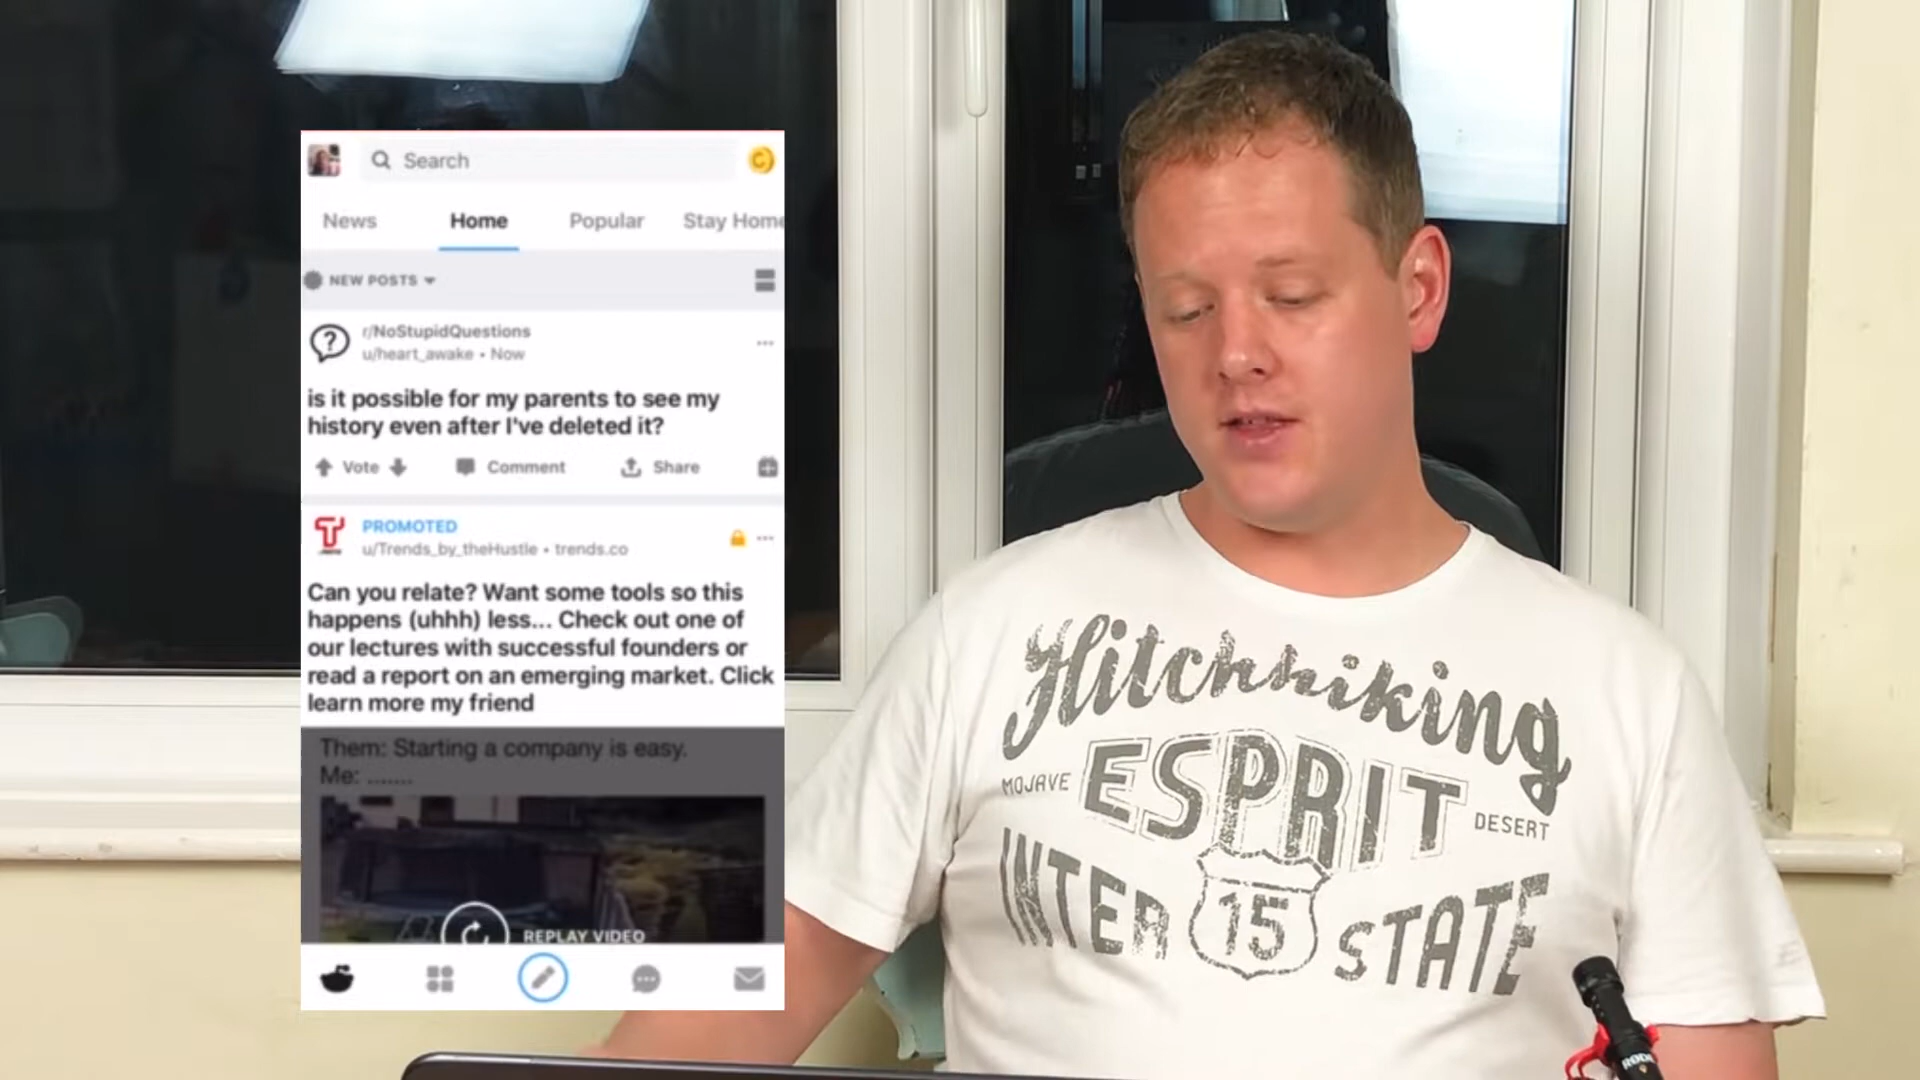 Search
News
Home
Popular
Stay Home
NEW POSTS
r/NoStupidQuestions
u/heart_awake • Now
is it possible for my parents to see my
history even after I've deleted it?
Vote
Comment
Share
PROMOTED
u/Trends_by_theHustle • trends.co
Can you relate? Want some tools so this
happens (uhhh) less... Check out one of
our lectures with successful founders or
read a report on an emerging market. Click
learn more my friend
Them: Starting a company is easy.
Me: .......
REPLAY VIDEO
Hitchhiking
MOJAVE ESPRIT DESERT
INTER 15 STATE
RØDE